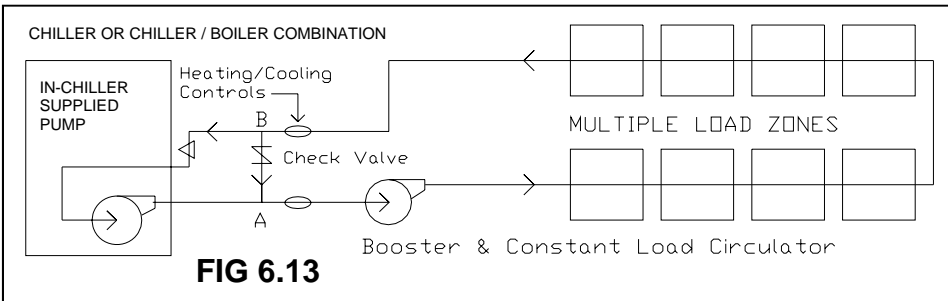 CHILLER OR CHILLER / BOILER COMBINATION
IN-CHILLER
SUPPLIED
PUMP
Heating/Cooling
Controls
B
Check Valve
A
MULTIPLE LOAD ZONES
Booster & Constant Load Circulator
FIG 6.13